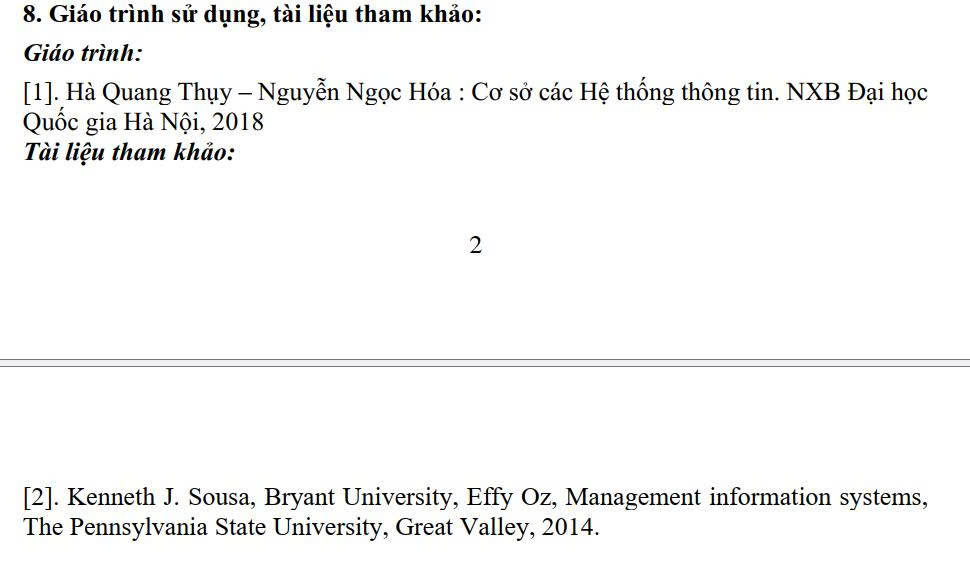 8. Giáo trình sử dụng, tài liệu tham khảo:
Giáo trình:
[1]. Hà Quang Thụy – Nguyễn Ngọc Hóa : Cơ sở các Hệ thống thông tin. NXB Đại học
Quốc gia Hà Nội, 2018
Tài liệu tham khảo:
2
[2]. Kenneth J. Sousa, Bryant University, Effy Oz, Management information systems,
The Pennsylvania State University, Great Valley, 2014.